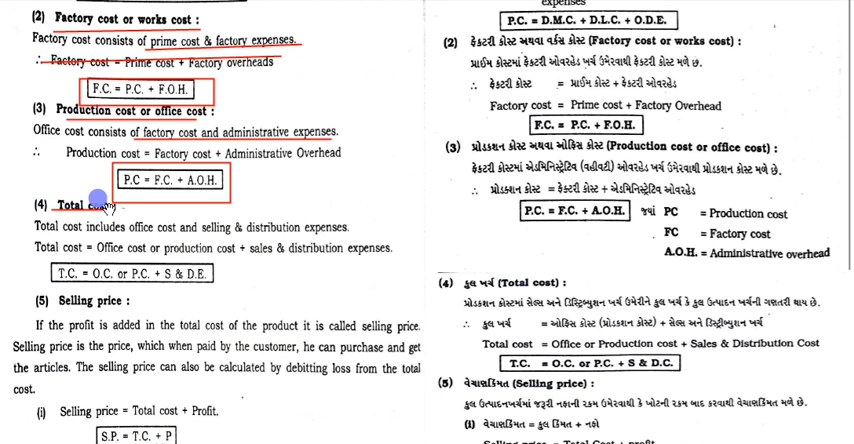 (2) Factory cost or works cost :
Factory cost consists of prime cost & factory expenses.
∴ Factory cost = Prime cost + Factory overheads
F.C. = P.C. + F.O.H.
(3) Production cost or office cost :
Office cost consists of factory cost and administrative expenses.
∴ Production cost = Factory cost + Administrative Overhead
P.C = F.C. + A.O.H.
(4) Total
Total cost includes office cost and selling & distribution expenses.
Total cost = Office cost or production cost + sales & distribution expenses.
T.C. = O.C. or P.C. + S & D.E.
(5) Selling price :
If the profit is added in the total cost of the product it is called selling price.
Selling price is the price, which when paid by the customer, he can purchase and get
the articles. The selling price can also be calculated by debitting loss from the total
cost.
(i) Selling price = Total cost + Profit.
S.P. = T.C. + P
expenses
P.C. = D.M.C. + D.L.C. + O.D.E.
(2) ફેકટરી કોસ્ટ અથવા વર્કસ કોસ્ટ (Factory cost or works cost) :
પ્રાઈમ કોસ્ટમાં ફેકટરી ઓવરહેડ ખર્ચ ઉમેરવાથી ફેકટરી કોસ્ટ મળે છે.
∴ ફેકટરી કોસ્ટ = પ્રાઈમ કોસ્ટ + ફેકટરી ઓવરહેડ
Factory cost = Prime cost + Factory Overhead
F.C. = P.C. + F.O.H.
(3) પ્રોડક્શન કોસ્ટ અથવા ઓફિસ કોસ્ટ (Production cost or office cost) :
ફેકટરી કોસ્ટમાં એડમિનિસ્ટ્રેટિવ (વહીવટી) ઓવરહેડ ખર્ચ ઉમેરવાથી પ્રોડક્શન કોસ્ટ મળે છે.
∴ પ્રોડક્શન કોસ્ટ = ફેકટરી કોસ્ટ + એડમિનિસ્ટ્રેટિવ ઓવરહેડ
P.C. = F.C. + A.O.H. જ્યાં PC = Production cost
FC = Factory cost
A.O.H. = Administrative overhead
(4) કુલ ખર્ચ (Total cost) :
પ્રોડકશન કોસ્ટમાં સેલ્સ અને ડિસ્ટ્રિબ્યુશન ખર્ચ ઉમેરીને કુલ ખર્ચ કે કુલ ઉત્પાદન ખર્ચની ગણતરી થાય છે.
∴ કુલ ખર્ચ = ઓફિસ કોસ્ટ (પ્રોડકશન કોસ્ટ) + સેલ્સ અને ડિસ્ટ્રીબ્યુશન ખર્ચ
Total cost = Office or Production cost + Sales & Distribution Cost
T.C. = O.C. or P.C. + S & D.C.
(5) વેચાણકિંમત (Selling price) :
કુલ ઉત્પાદનખર્ચમાં જરૂરી નફાની રકમ ઉમેરવાથી કે ખોટની રકમ બાદ કરવાથી વેચાણકિંમત મળે છે.
(i) વેચાણકિંમત = કુલ કિંમત + નફો